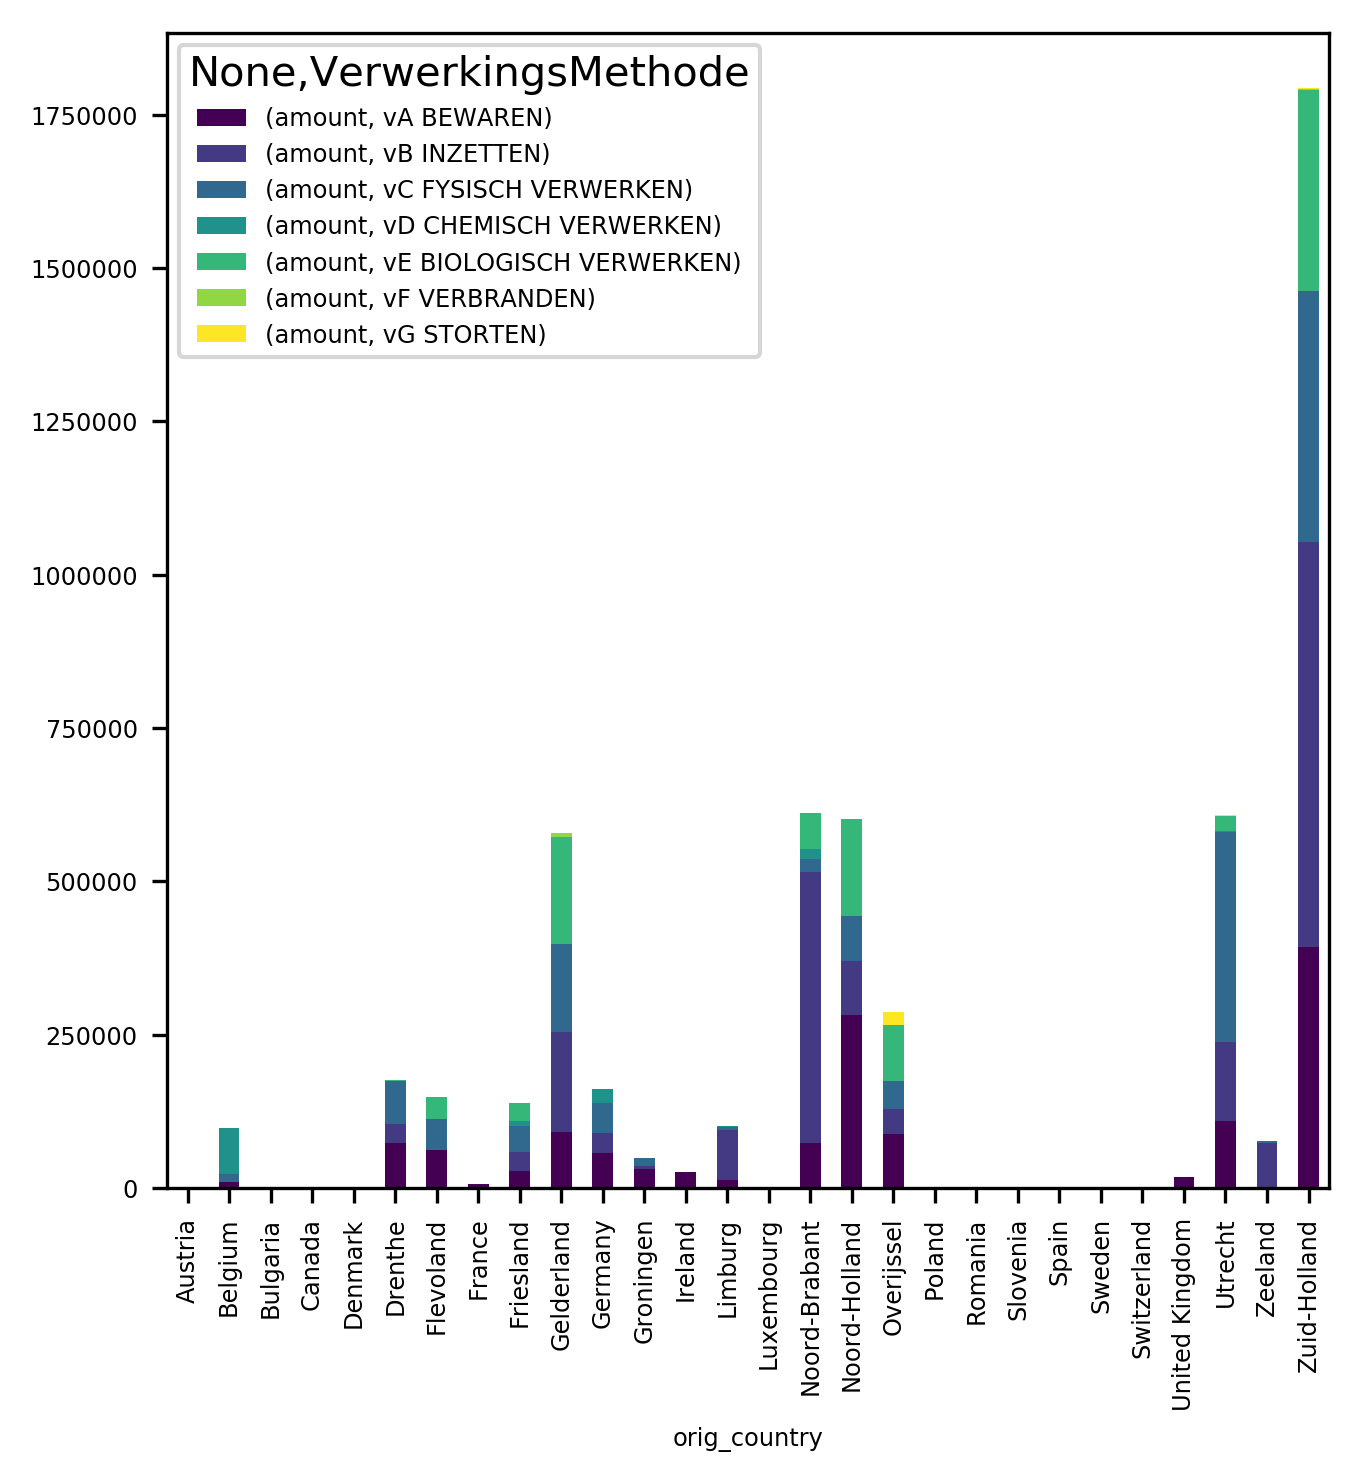 None,VerwerkingsMethode
(amount, vA BEWAREN)
(amount, vB INZETTEN)
(amount, vC FYSISCH VERWERKEN)
(amount, vD CHEMISCH VERWERKEN)
(amount, vE BIOLOGISCH VERWERKEN)
(amount, vF VERBRANDEN)
(amount, vG STORTEN)
1750000
1500000
1250000
1000000
750000
500000
250000
0
Austria
Belgium
Bulgaria
Canada
Denmark
Drenthe
Flevoland
France
Friesland
Gelderland
Germany
Groningen
Ireland
Limburg
Luxembourg
Noord-Brabant
Noord-Holland
Overijssel
Poland
Romania
Slovenia
Spain
Sweden
Switzerland
United Kingdom
Utrecht
Zeeland
Zuid-Holland
orig_country